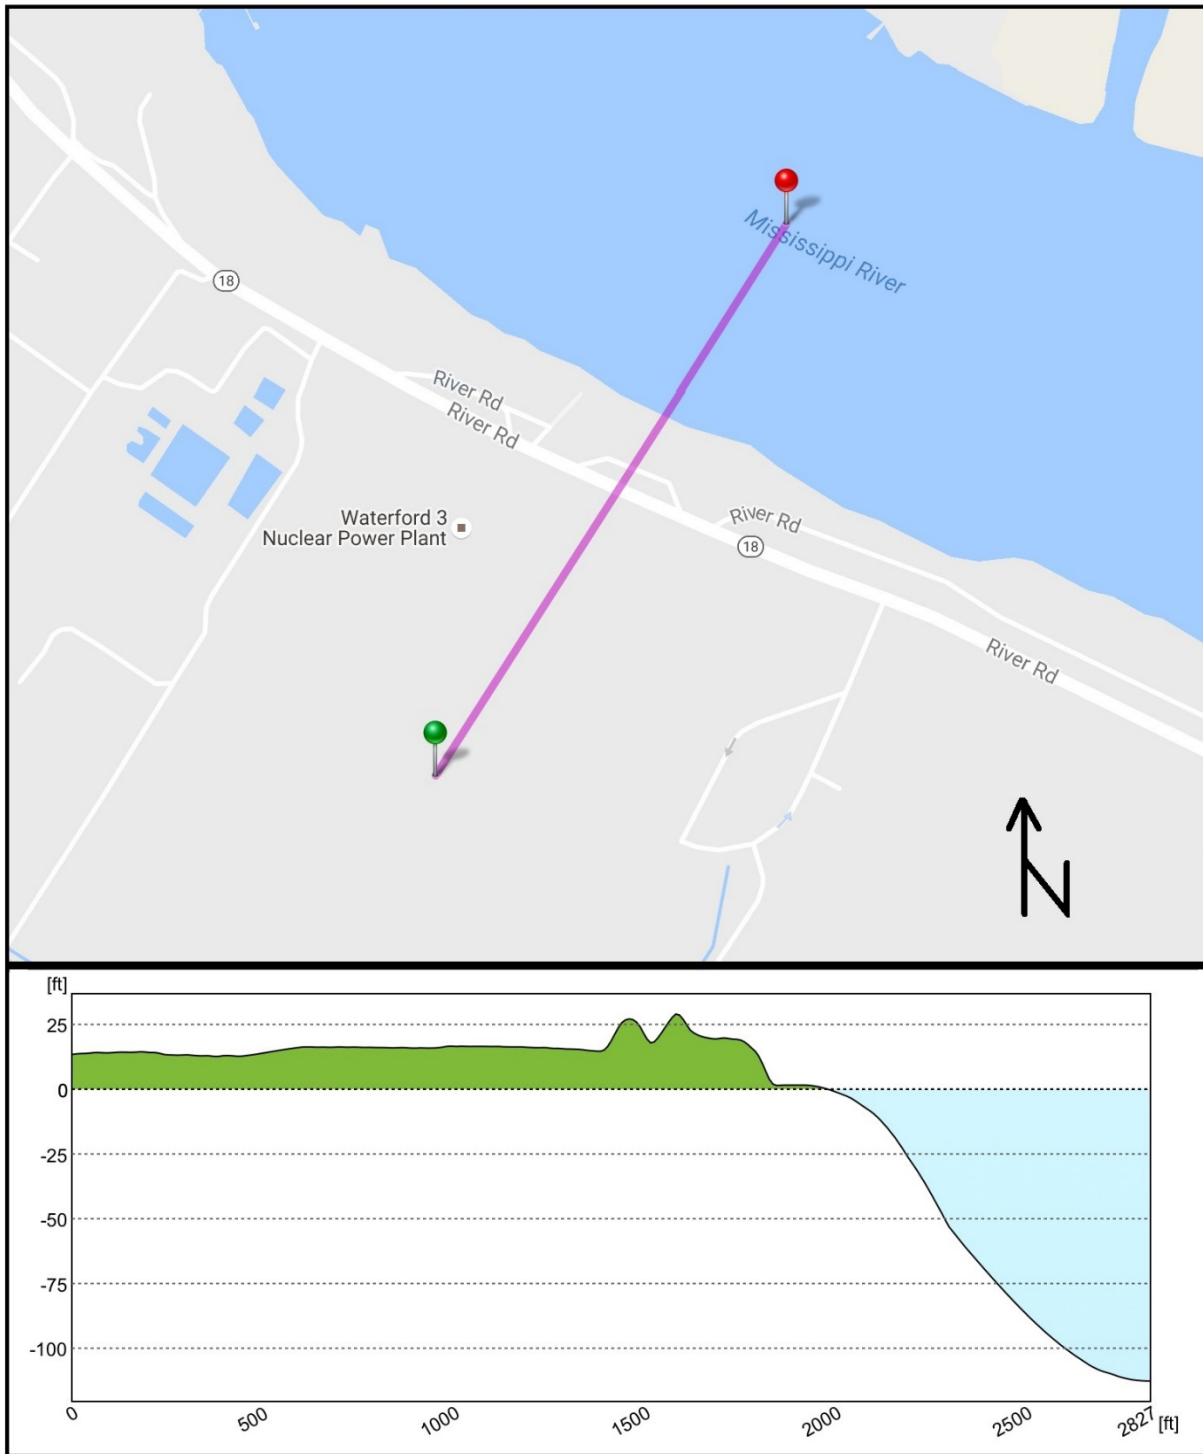 Mississippi River
18
River Rd
River Rd
Waterford 3
Nuclear Power Plant
River Rd
18
River Rd
N
[ft]
25
0
-25
-50
-75
-100
0
500
1000
1500
2000
2500
2827
[ft]